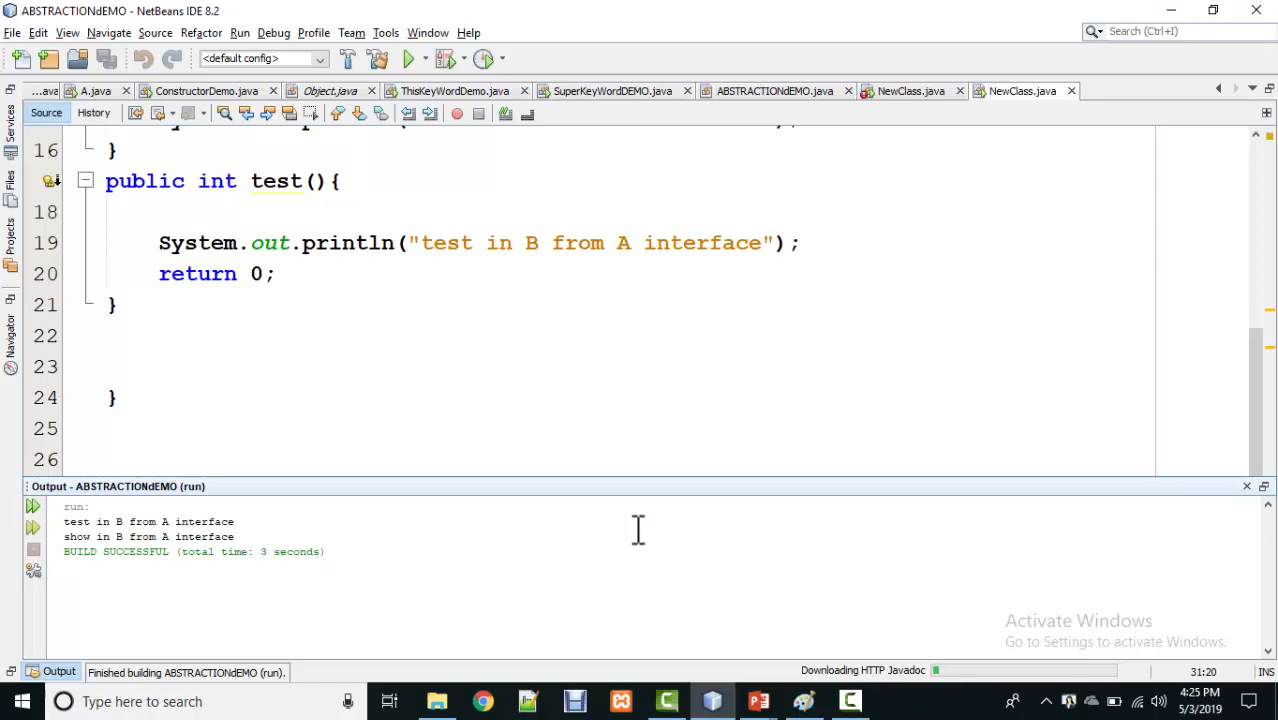 ABSTRACTIONdEMO - NetBeans IDE 8.2
File Edit View Navigate Source Refactor Run Debug Profile Team Tools Window Help
Search (Ctrl+I)
<default config>
...ava A.java ConstructorDemo.java Object.java ThisKeyWordDemo.java SuperKeyWordDEMO.java ABSTRACTIONdEMO.java NewClass.java NewClass.java
Source History
Services
Files
Projects
Navigator
16 }
public int test(){
18
19 System.out.println("test in B from A interface");
20 return 0;
21 }
22
23
24 }
25
26
Output - ABSTRACTIONdEMO (run)
run:
test in B from A interface
show in B from A interface
BUILD SUCCESSFUL (total time: 3 seconds)
Activate Windows
Go to Settings to activate Windows.
Output Finished building ABSTRACTIONdEMO (run). Downloading HTTP Javadoc 31:20 INS
Type here to search
4:25 PM
5/3/2019